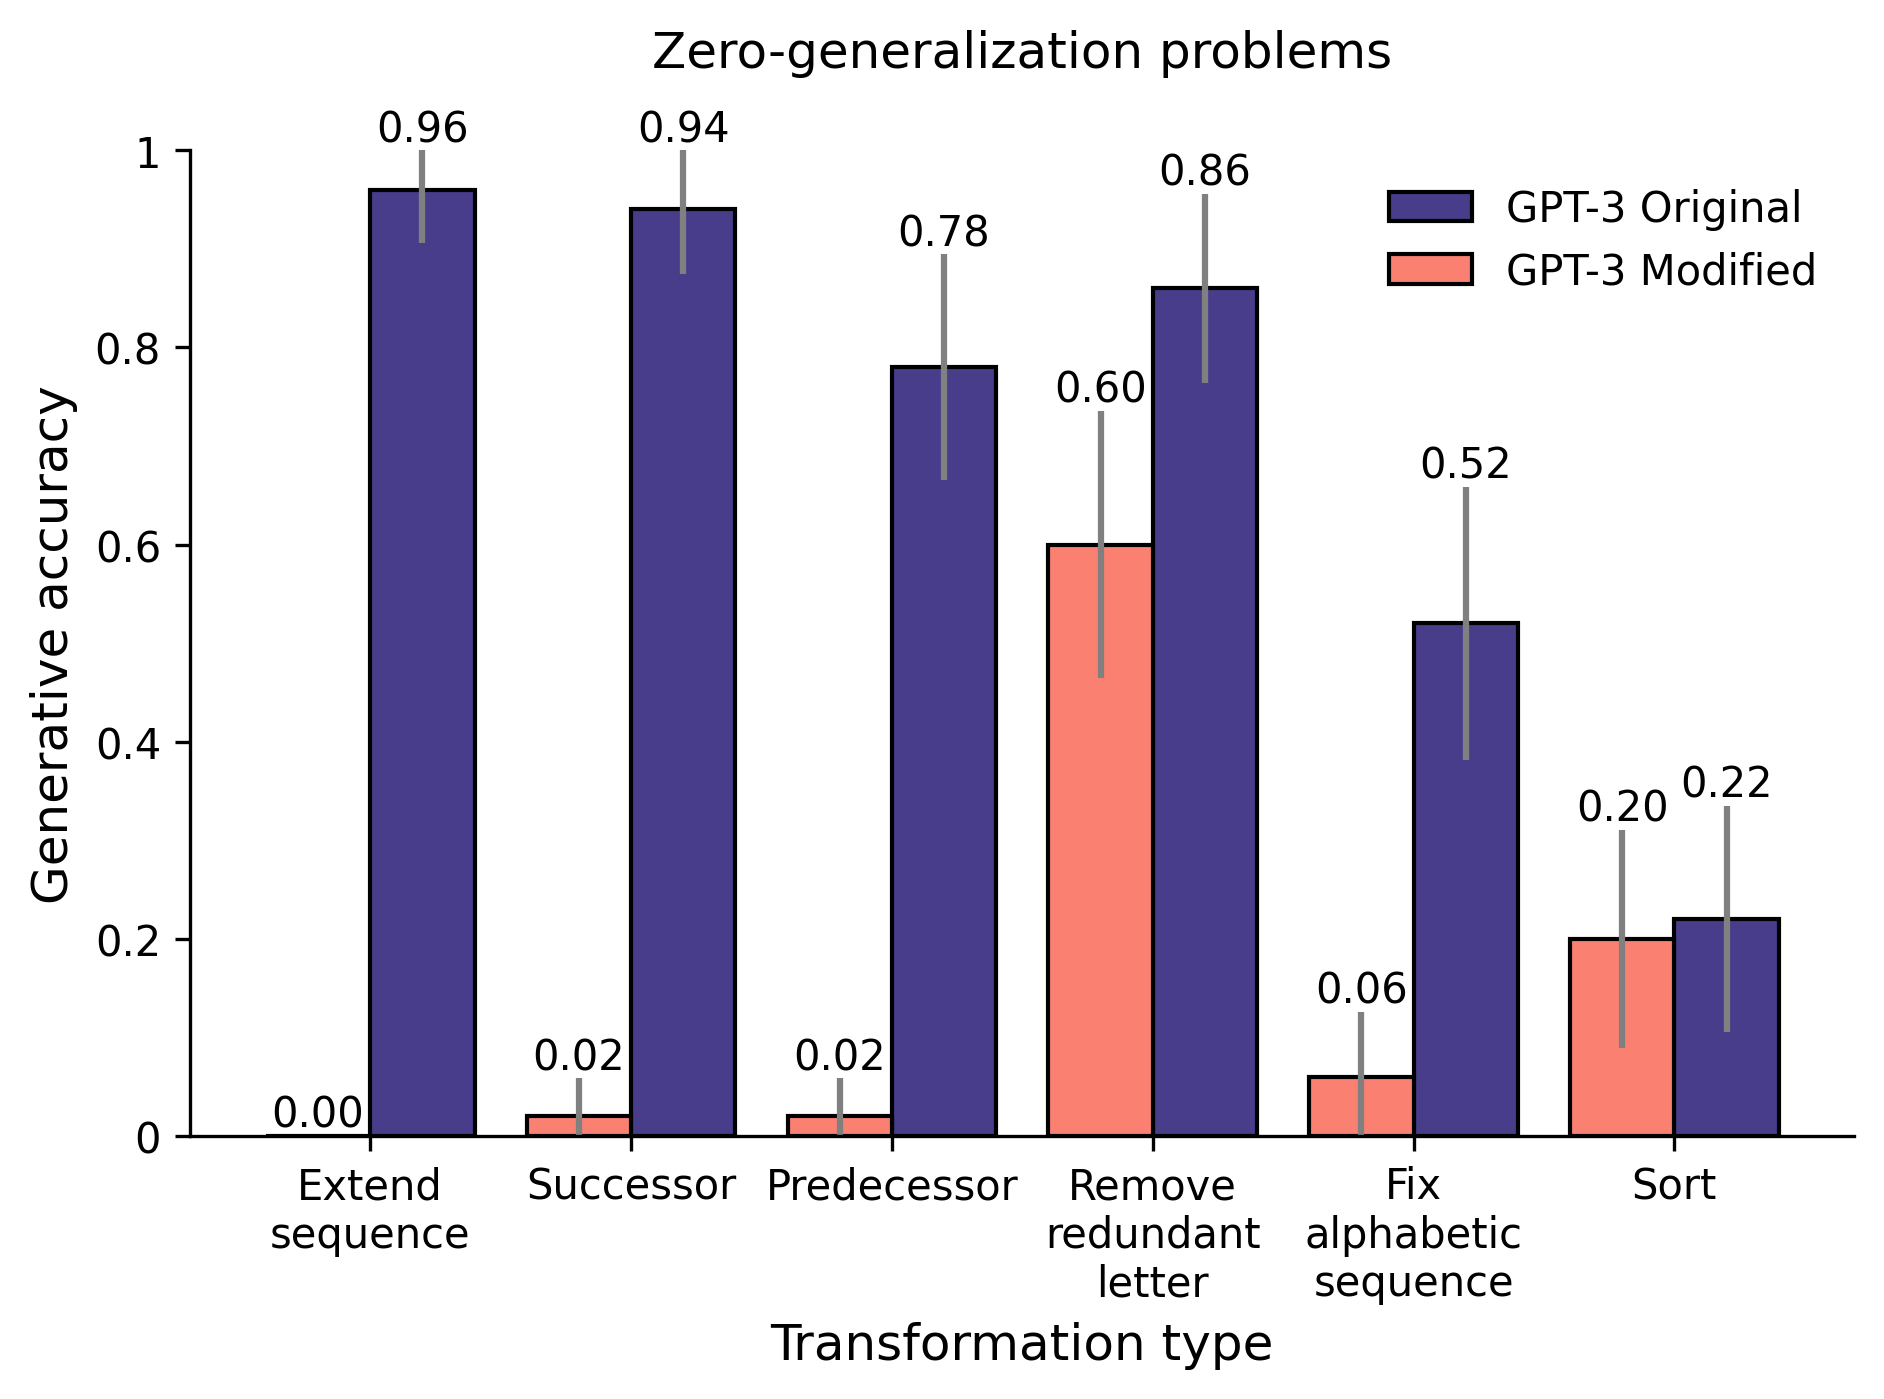 Zero-generalization problems
GPT-3 Original
GPT-3 Modified
Generative accuracy
1
0.8
0.6
0.4
0.2
0
0.00
0.96
0.02
0.94
0.02
0.78
0.60
0.86
0.06
0.52
0.20
0.22
Extend
sequence
Successor
Predecessor
Remove
redundant
letter
Fix
alphabetic
sequence
Sort
Transformation type